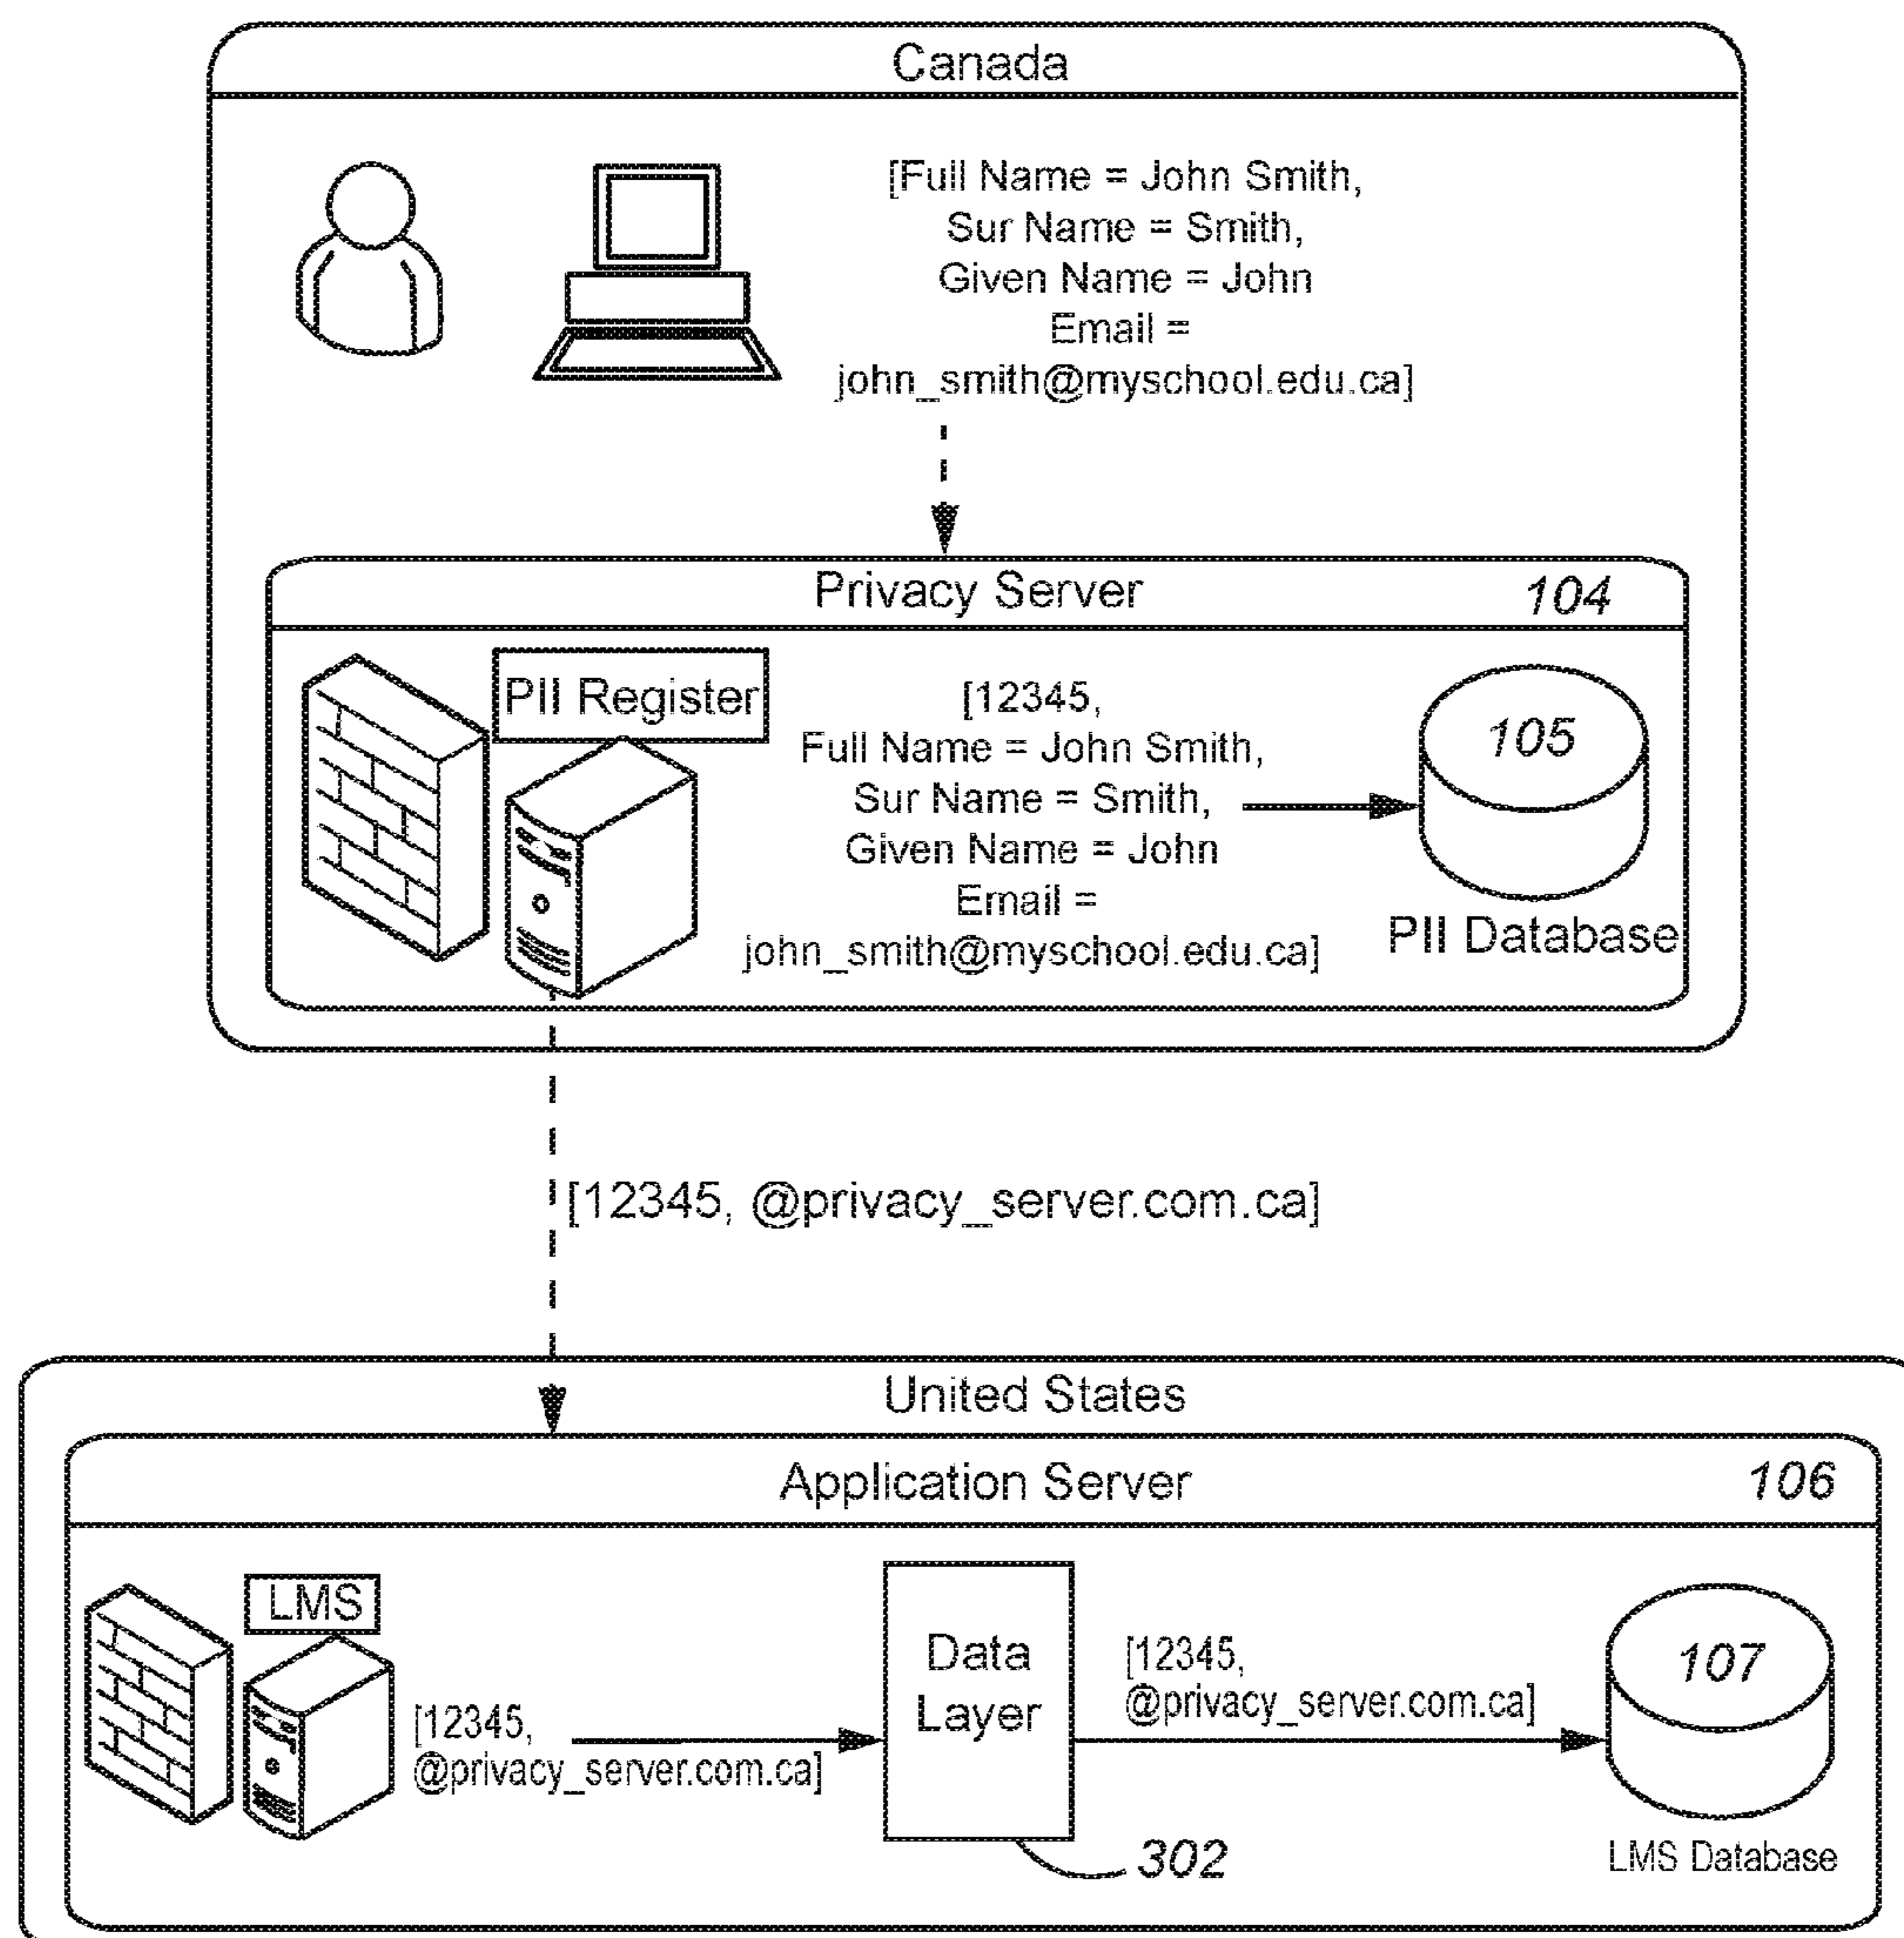 Canada
[Full Name = John Smith,
Sur Name = Smith,
Given Name = John
Email =
john_smith@myschool.edu.ca]
Privacy Server
104
PII Register
[12345,
Full Name = John Smith,
Sur Name = Smith,
Given Name = John
Email =
john_smith@myschool.edu.ca]
105
PII Database
[12345, @privacy_server.com.ca]
United States
Application Server
106
LMS
[12345,
@privacy_server.com.ca]
Data
Layer
302
[12345,
@privacy_server.com.ca]
107
LMS Database